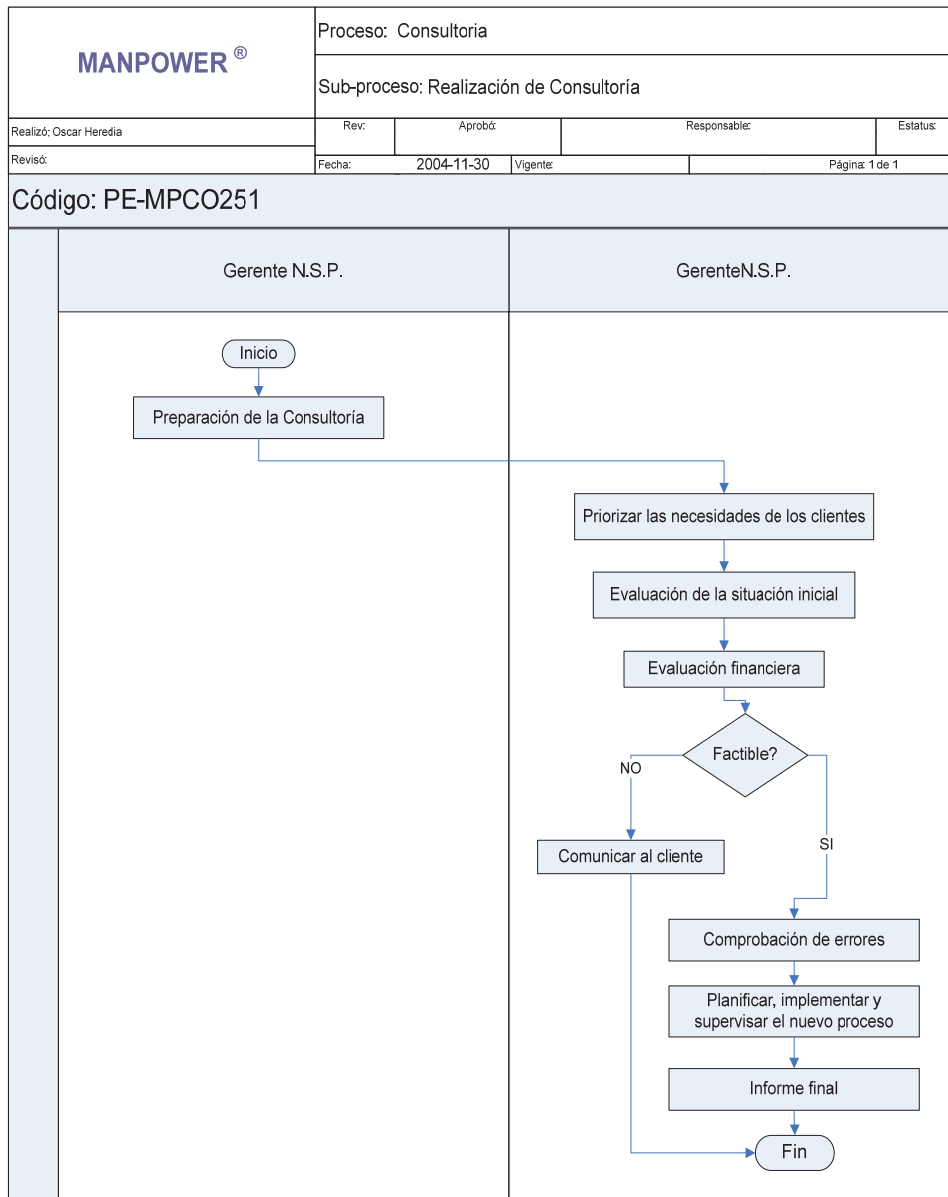 MANPOWER ®
Proceso: Consultoria
Sub-proceso: Realización de Consultoría
Realizó: Oscar Heredia
Rev:
Aprobó:
Responsable:
Estatus:
Revisó:
Fecha:
2004-11-30
Vigente:
Página: 1 de 1
Código: PE-MPCO251
Gerente N.S.P.
GerenteN.S.P.
Inicio
Preparación de la Consultoría
Priorizar las necesidades de los clientes
Evaluación de la situación inicial
Evaluación financiera
Factible?
NO
SI
Comunicar al cliente
Comprobación de errores
Planificar, implementar y
supervisar el nuevo proceso
Informe final
Fin